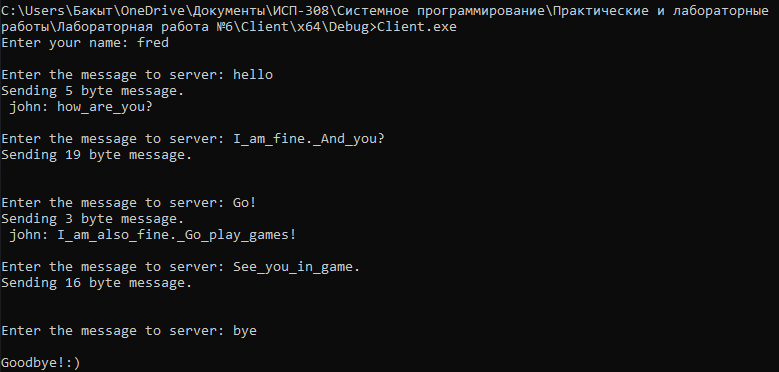 C:\Users\Бакыт\OneDrive\Документы\ИСП-308\Системное программирование\Практические и лабораторные
работы\Лабораторная работа №6\Client\x64\Debug>Client.exe
Enter your name: fred
Enter the message to server: hello
Sending 5 byte message.
john: how_are_you?
Enter the message to server: I_am_fine._And_you?
Sending 19 byte message.
Enter the message to server: Go!
Sending 3 byte message.
john: I_am_also_fine._Go_play_games!
Enter the message to server: See_you_in_game.
Sending 16 byte message.
Enter the message to server: bye
Goodbye!:)